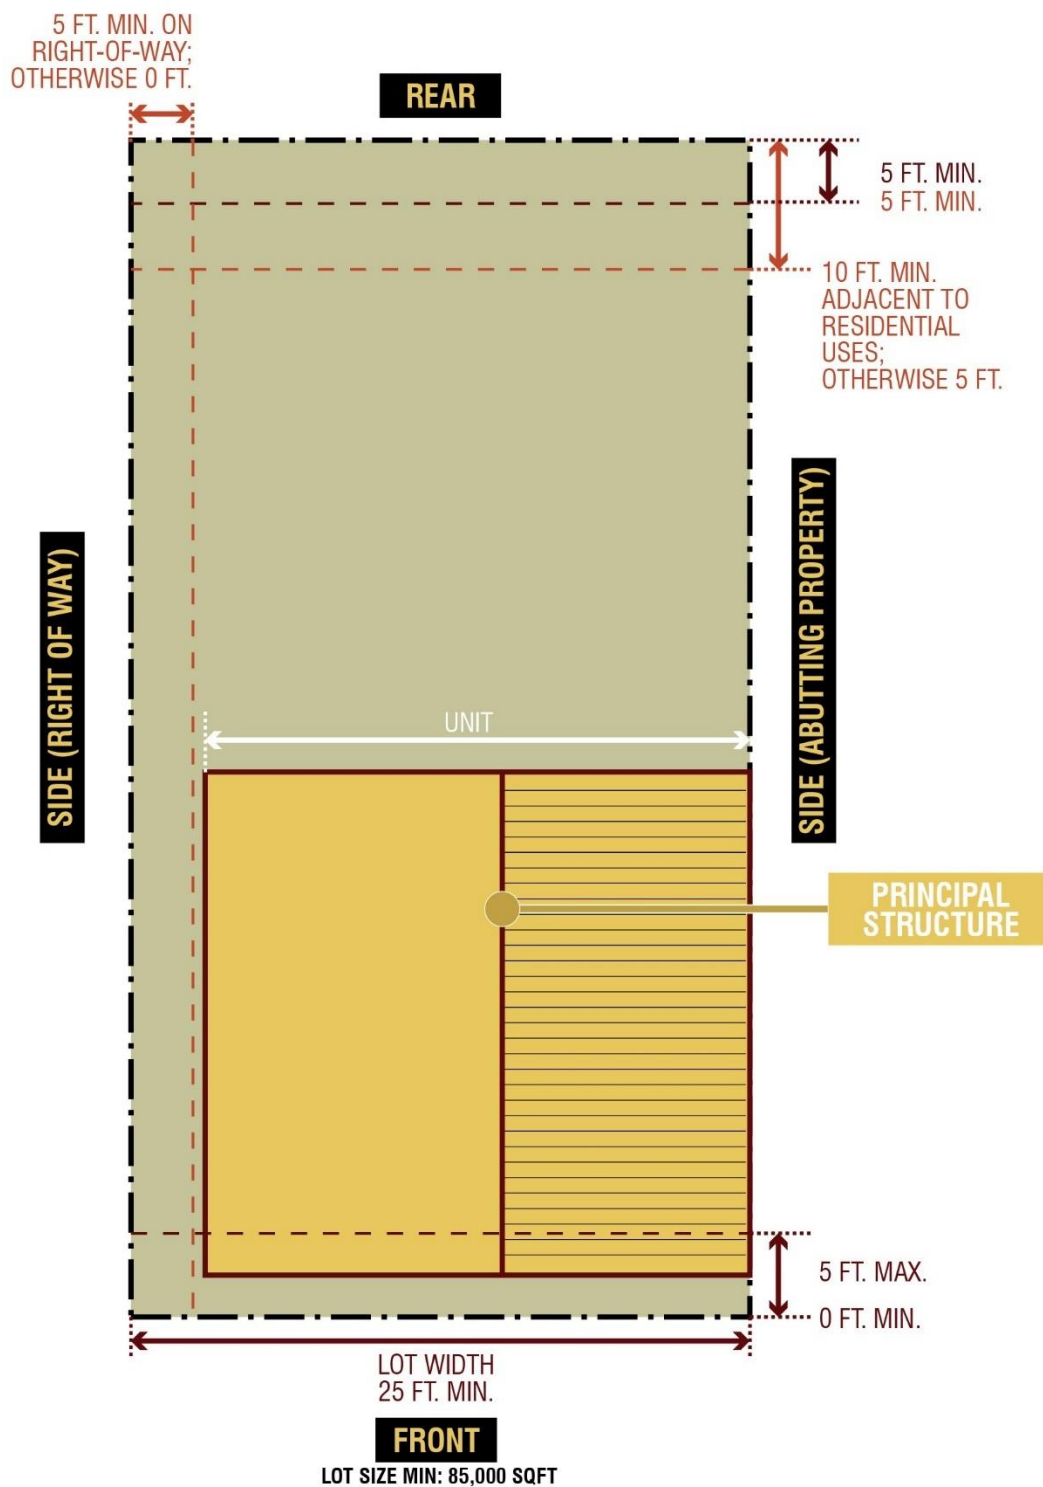 5 FT. MIN. ON
RIGHT-OF-WAY;
OTHERWISE 0 FT.
REAR
5 FT. MIN.
5 FT. MIN.
10 FT. MIN.
ADJACENT TO
RESIDENTIAL
USES;
OTHERWISE 5 FT.
SIDE (RIGHT OF WAY)
SIDE (ABUTTING PROPERTY)
UNIT
PRINCIPAL
STRUCTURE
5 FT. MAX.
0 FT. MIN.
LOT WIDTH
25 FT. MIN.
FRONT
LOT SIZE MIN: 85,000 SQFT